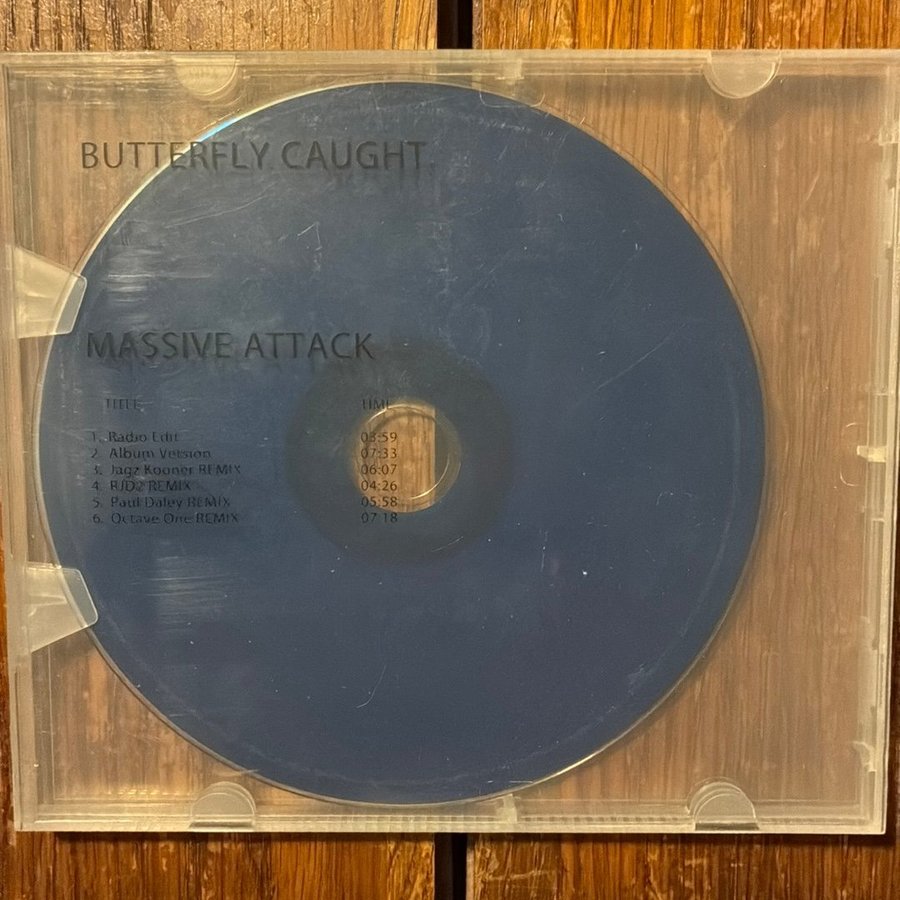 BUTTERFLY CAUGHT
MASSIVE ATTACK
TITLE TIME
1. Radio Edit 03:59
2. Album Version 07:33
3. Jagz Kooner REMIX 06:07
4. RJD2 REMIX 04:26
5. Paul Daley REMIX 05:58
6. Octave One REMIX 07:18